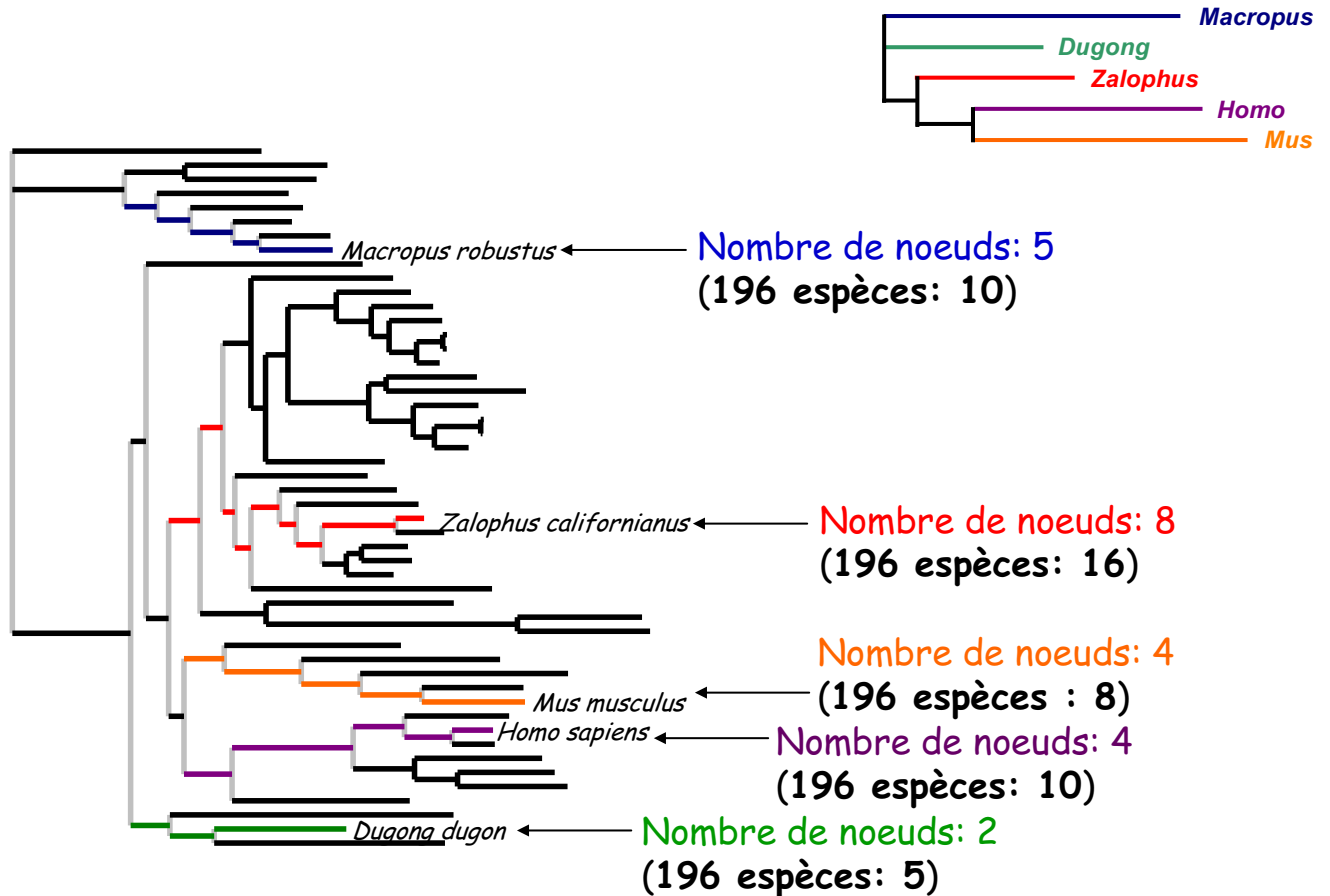 Macropus
Dugong
Zalophus
Homo
Mus
Macropus robustus
Nombre de noeuds: 5
(196 espèces: 10)
Zalophus californianus
Nombre de noeuds: 8
(196 espèces: 16)
Mus musculus
Nombre de noeuds: 4
(196 espèces : 8)
Homo sapiens
Nombre de noeuds: 4
(196 espèces: 10)
Dugong dugon
Nombre de noeuds: 2
(196 espèces: 5)